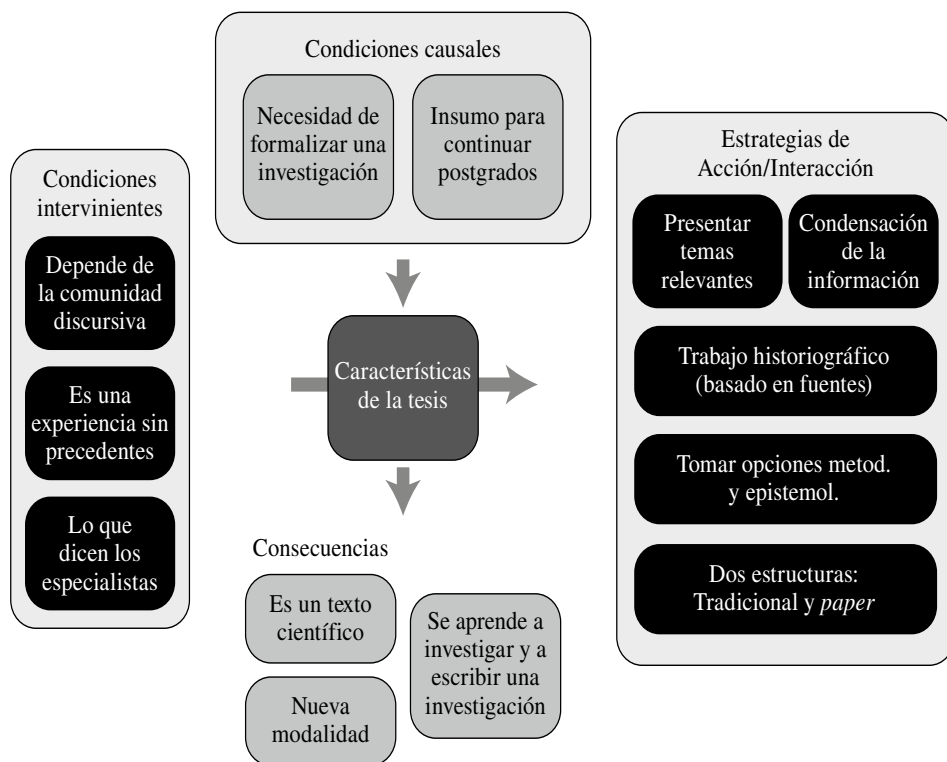 Condiciones causales
Necesidad de
formalizar una
investigación
Insumo para
continuar
postgrados
Condiciones
intervinientes
Depende de
la comunidad
discursiva
Es una
experiencia sin
precedentes
Lo que
dicen los
especialistas
Características
de la tesis
Estrategias de
Acción/Interacción
Presentar
temas
relevantes
Condensación
de la
información
Trabajo historiográfico
(basado en fuentes)
Tomar opciones metod.
y epistemol.
Dos estructuras:
Tradicional y paper
Consecuencias
Es un texto
científico
Nueva
modalidad
Se aprende a
investigar y a
escribir una
investigación